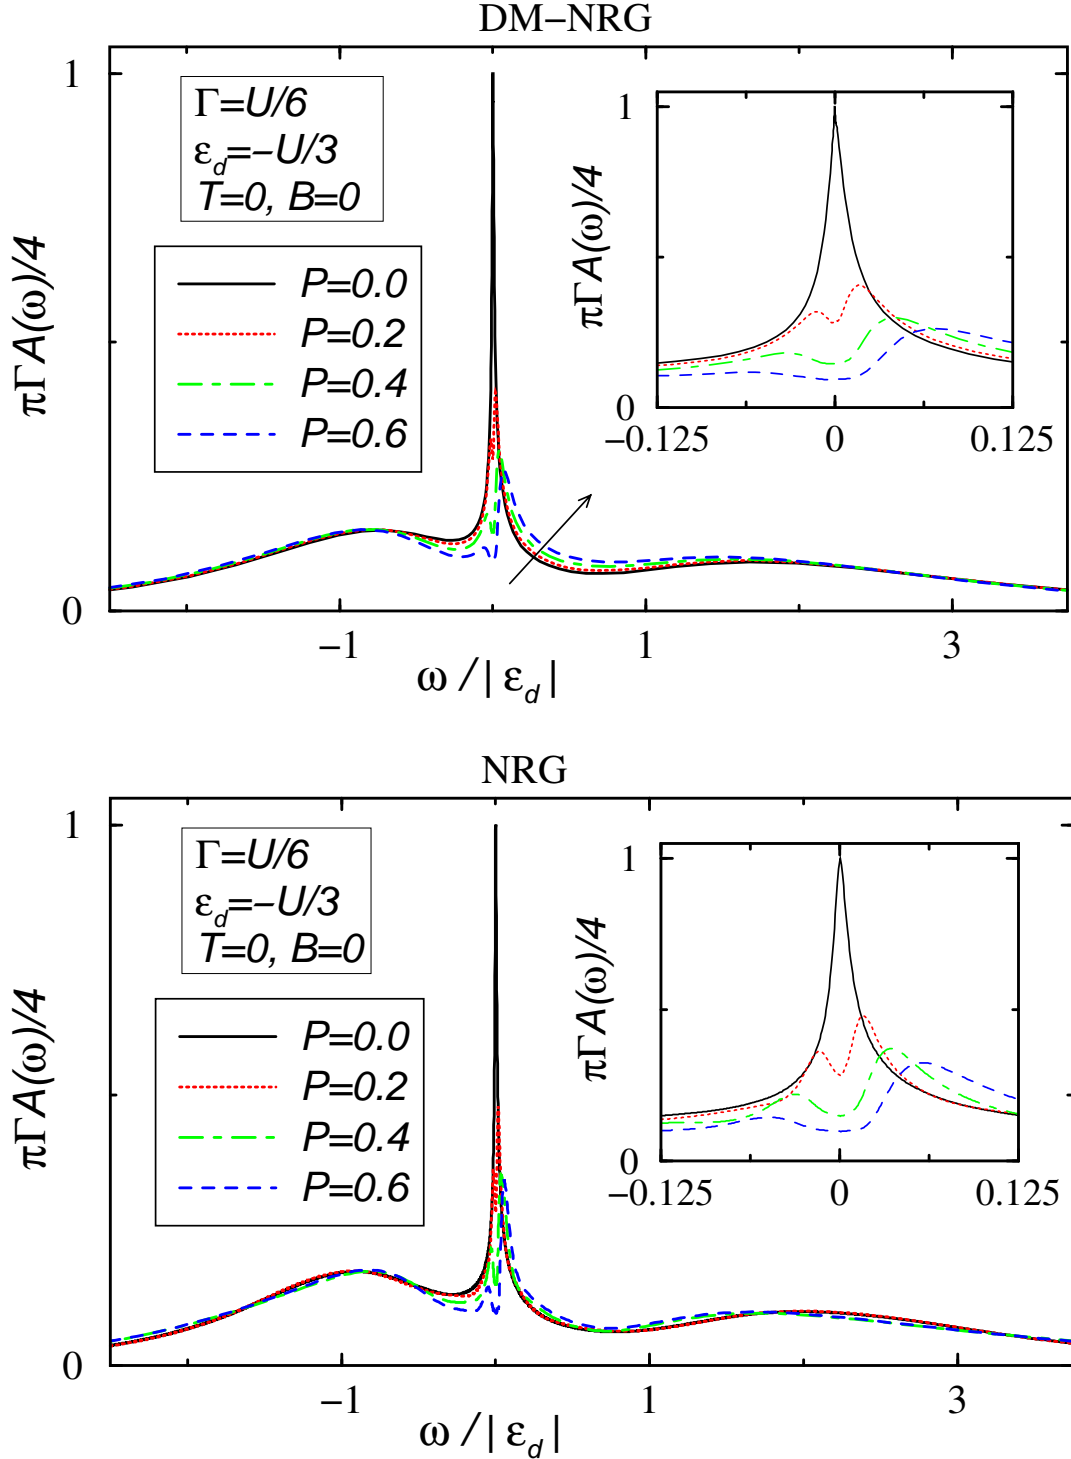 DM−NRG
πΓA(ω)/4
1
0
Γ=U/6
ε_d=−U/3
T=0, B=0
P=0.0
P=0.2
P=0.4
P=0.6
πΓA(ω)/4
1
0
−0.125
0
0.125
−1
1
3
ω/|ε_d|
NRG
πΓA(ω)/4
1
0
Γ=U/6
ε_d=−U/3
T=0, B=0
P=0.0
P=0.2
P=0.4
P=0.6
πΓA(ω)/4
1
0
−0.125
0
0.125
−1
1
3
ω/|ε_d|